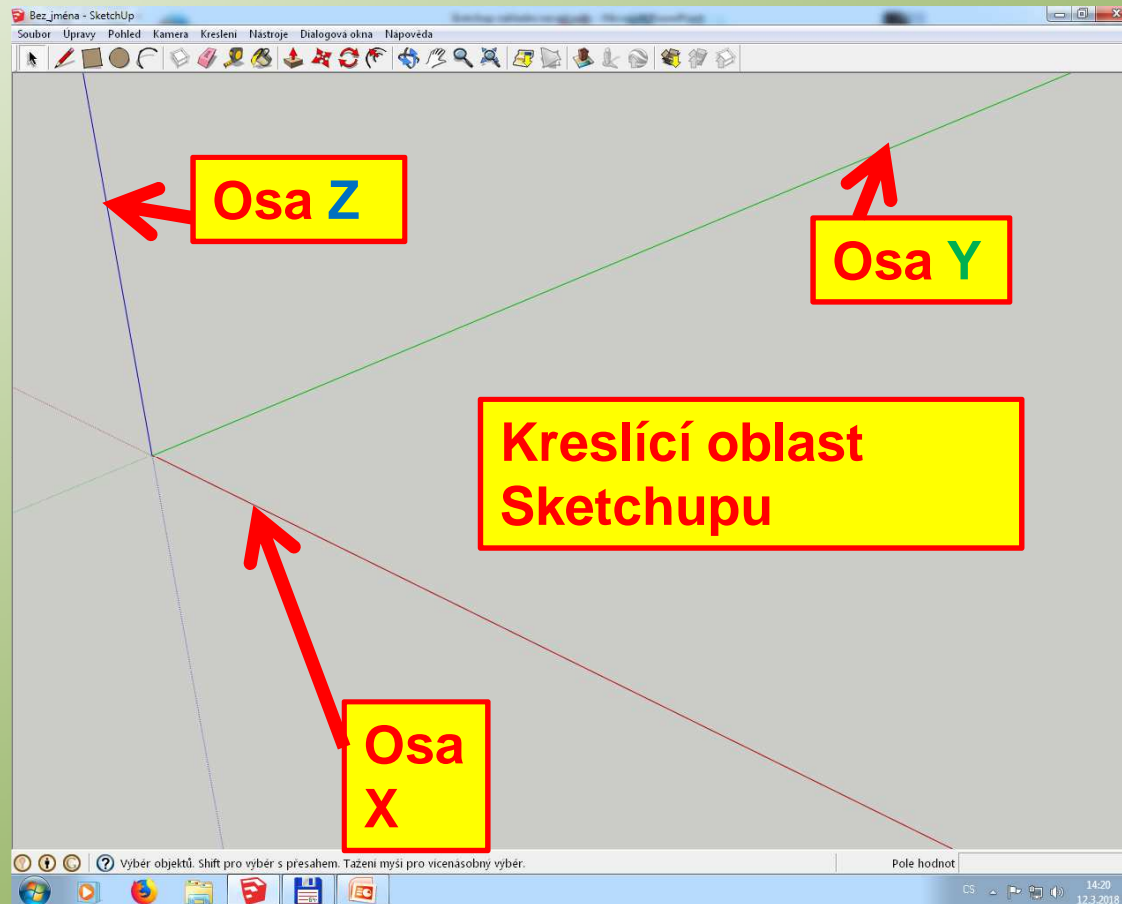 Bez_jména - SketchUp
Soubor Úpravy Pohled Kamera Kreslení Nástroje Dialogová okna Nápověda
Osa Z
Osa Y
Kreslící oblast
Sketchupu
Osa
X
Výběr objektů. Shift pro výběr s přesahem. Tažení myší pro vícenásobný výběr.
Pole hodnot
CS
14:20
12.3.2018